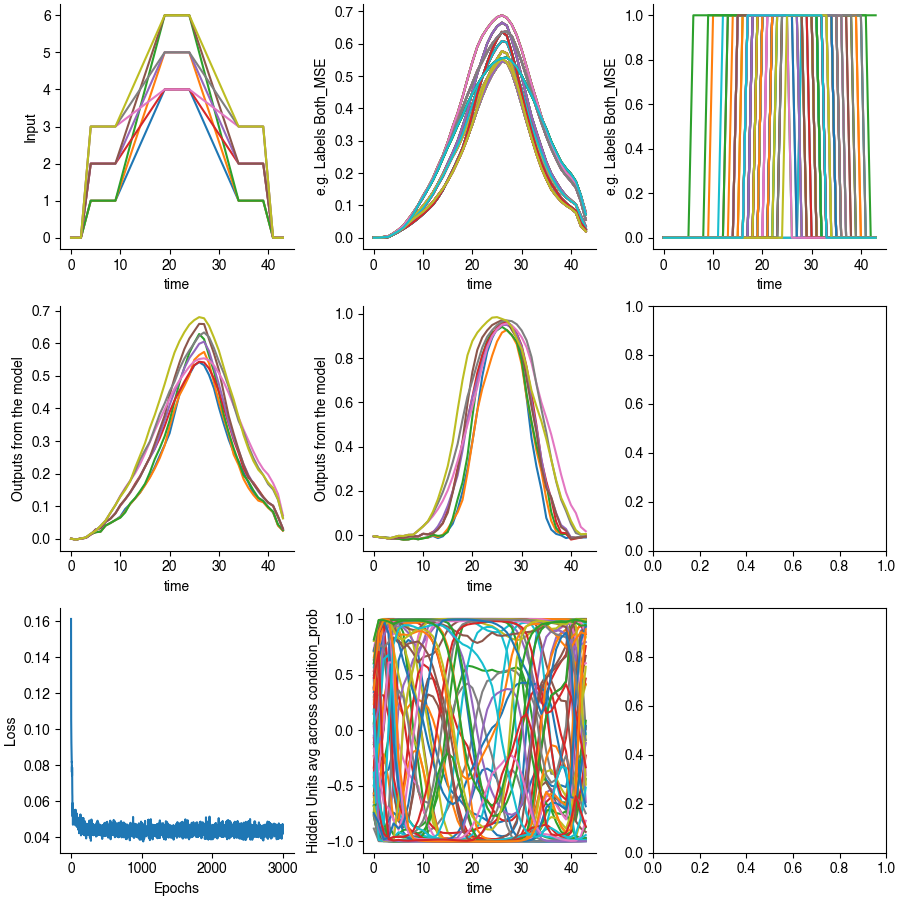 6
5
4
3
2
1
0
Input
0 10 20 30 40
time
0.7
0.6
0.5
0.4
0.3
0.2
0.1
0.0
e.g. Labels Both_MSE
0 10 20 30 40
time
1.0
0.8
0.6
0.4
0.2
0.0
e.g. Labels Both_MSE
0 10 20 30 40
time
0.7
0.6
0.5
0.4
0.3
0.2
0.1
0.0
Outputs from the model
0 10 20 30 40
time
1.0
0.8
0.6
0.4
0.2
0.0
Outputs from the model
0 10 20 30 40
time
1.0
0.8
0.6
0.4
0.2
0.0
0.0 0.2 0.4 0.6 0.8 1.0
0.16
0.14
0.12
0.10
0.08
0.06
0.04
Loss
0 1000 2000 3000
Epochs
1.0
0.5
0.0
−0.5
−1.0
Hidden Units avg across condition_prob
0 10 20 30 40
time
1.0
0.8
0.6
0.4
0.2
0.0
0.0 0.2 0.4 0.6 0.8 1.0